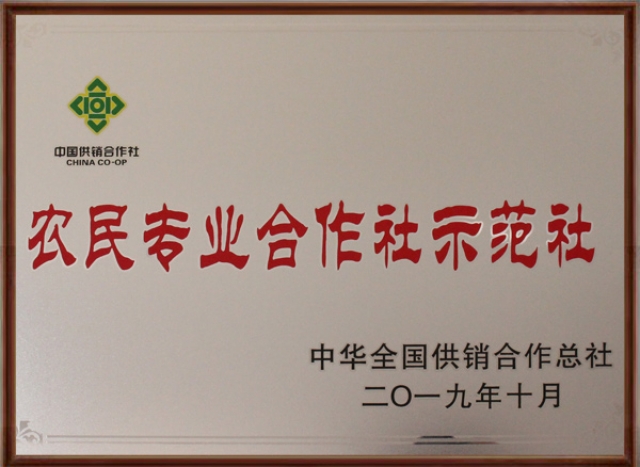 中国供销合作社
CHINA CO-OP
农民专业合作社示范社
中华全国供销合作总社
二〇一九年十月